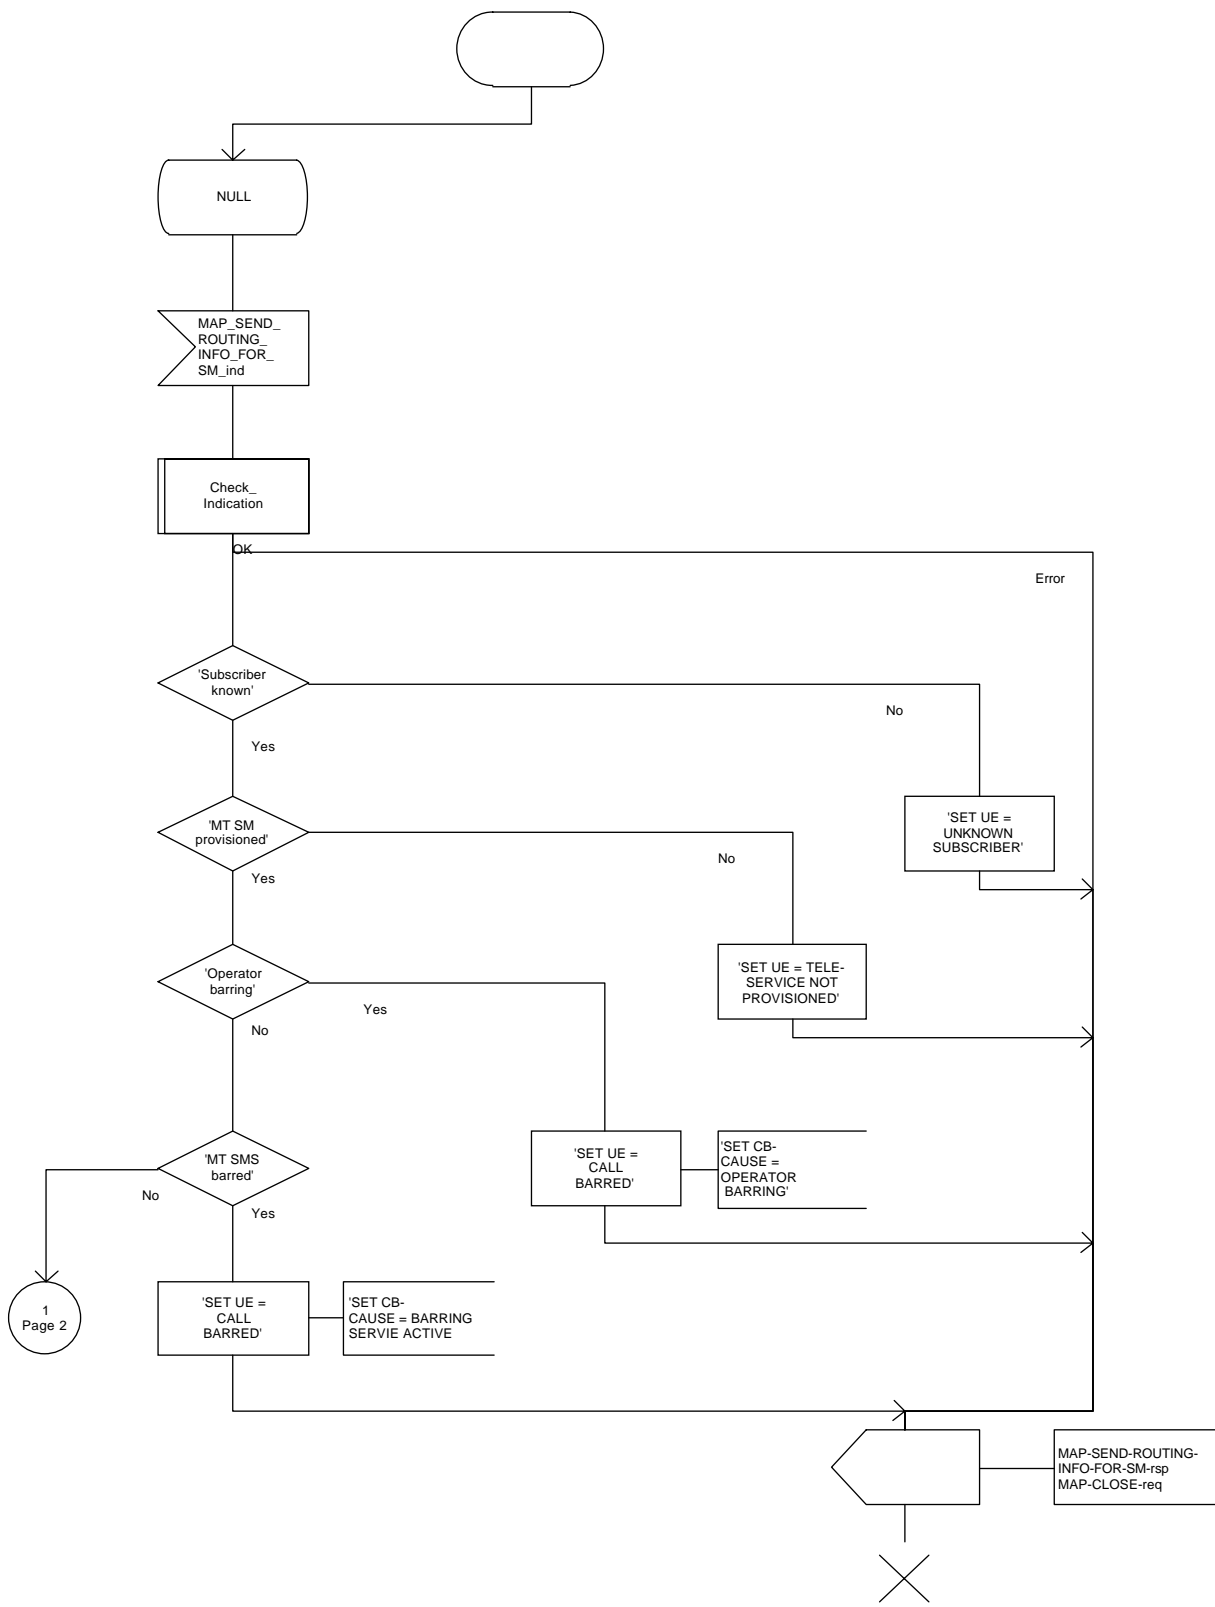 NULL
MAP_SEND_
ROUTING_
INFO_FOR_
SM_ind
Check_
Indication
OK
Error
'Subscriber
known'
No
Yes
'MT SM
provisioned'
No
Yes
'SET UE =
UNKNOWN
SUBSCRIBER'
'Operator
barring'
Yes
No
'SET UE = TELE-
SERVICE NOT
PROVISIONED'
'MT SMS
barred'
No
Yes
'SET UE =
CALL
BARRED'
'SET CB-
CAUSE =
OPERATOR
BARRING'
1
Page 2
'SET UE =
CALL
BARRED'
'SET CB-
CAUSE = BARRING
SERVIE ACTIVE
MAP-SEND-ROUTING-
INFO-FOR-SM-rsp
MAP-CLOSE-req